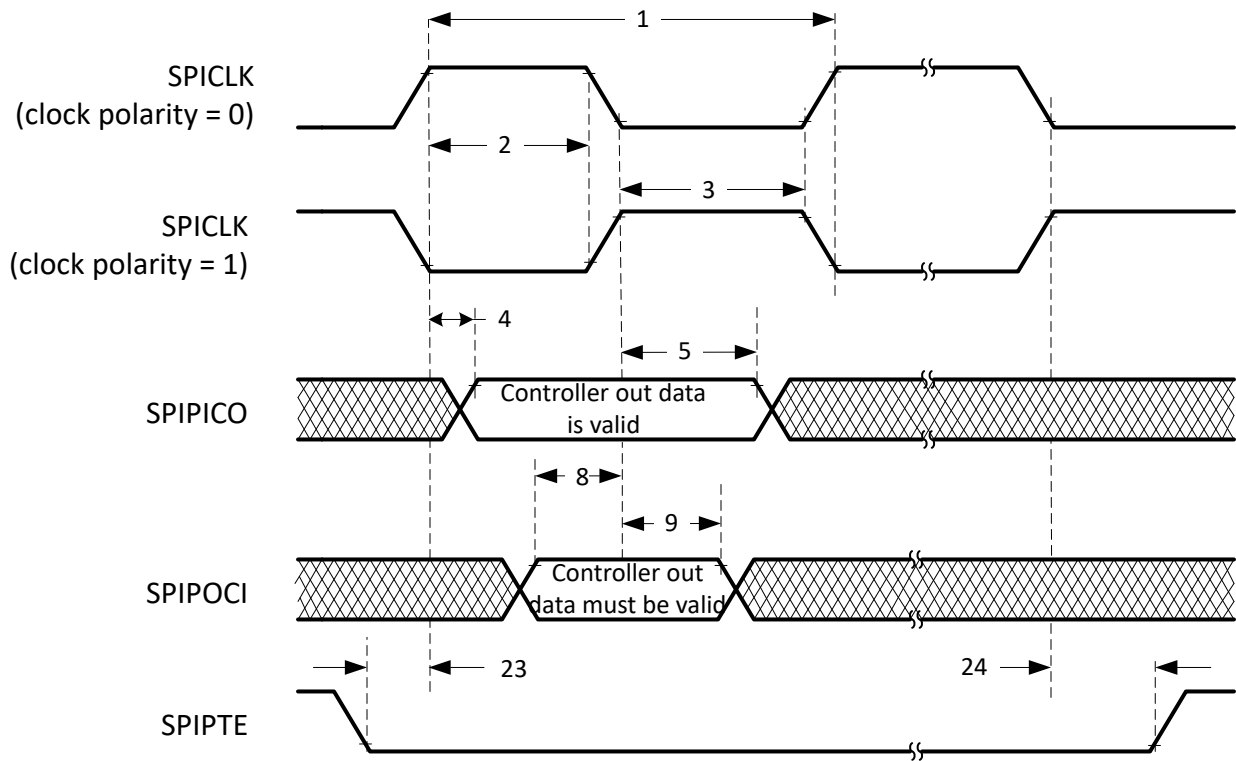 1
SPICLK
(clock polarity = 0)
2
3
SPICLK
(clock polarity = 1)
4
5
SPIPICO
Controller out data
is valid
8
9
SPIPOCI
Controller out
data must be valid
23
24
SPIPTE